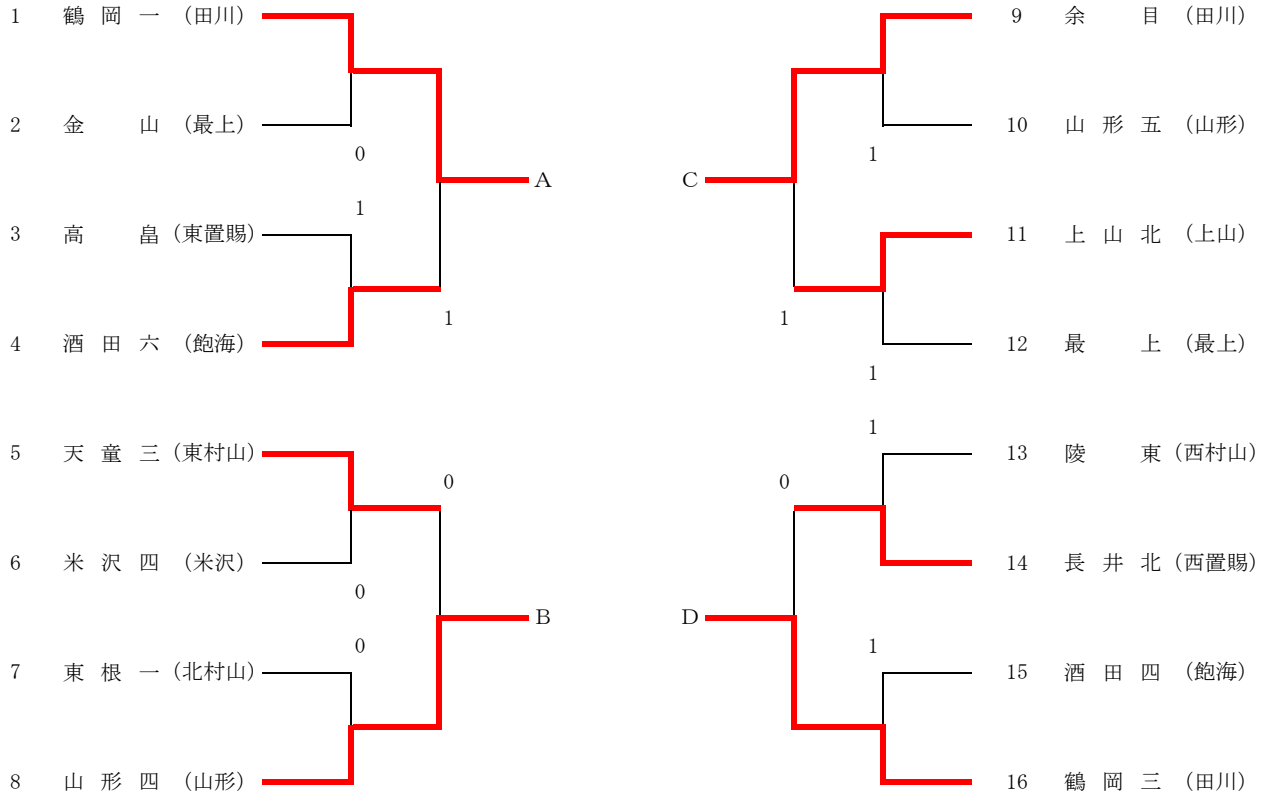 1 鶴岡一 (田川) 9 余目 (田川)
2 金山 (最上) 10 山形五 (山形)
0 1
A C
1
3 高畠 (東置賜) 11 上山北 (上山)
1 1
4 酒田六 (飽海) 12 最上 (最上)
1
1
5 天童三 (東村山) 13 陵東 (西村山)
0 0
6 米沢四 (米沢) 14 長井北 (西置賜)
0
B D
0 1
7 東根一 (北村山) 15 酒田四 (飽海)
8 山形四 (山形) 16 鶴岡三 (田川)